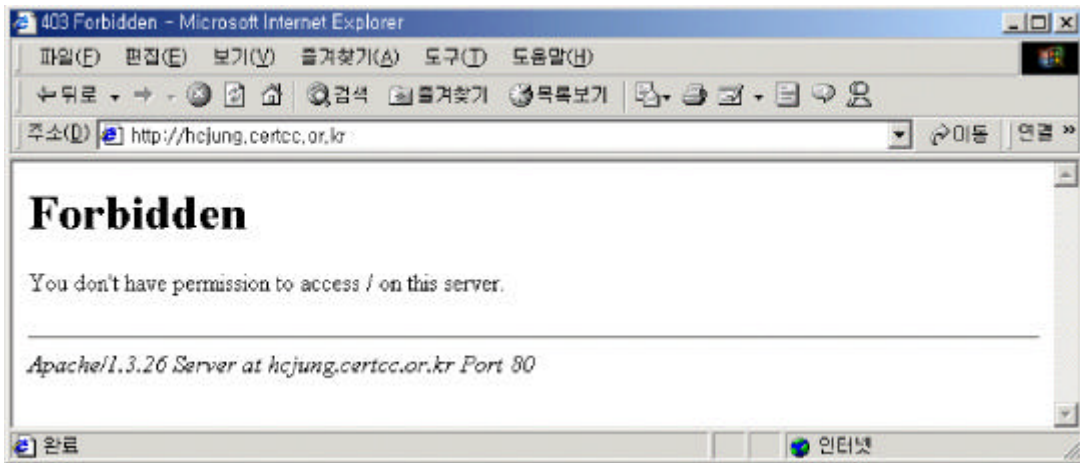 403 Forbidden - Microsoft Internet Explorer
파일(F) 편집(E) 보기(V) 즐겨찾기(A) 도구(T) 도움말(H)
뒤로 검색 즐겨찾기 목록보기
주소(D) http://hcjung.certcc.or.kr 이동 연결 »
Forbidden
You don't have permission to access / on this server.
Apache/1.3.26 Server at hcjung.certcc.or.kr Port 80
완료 인터넷